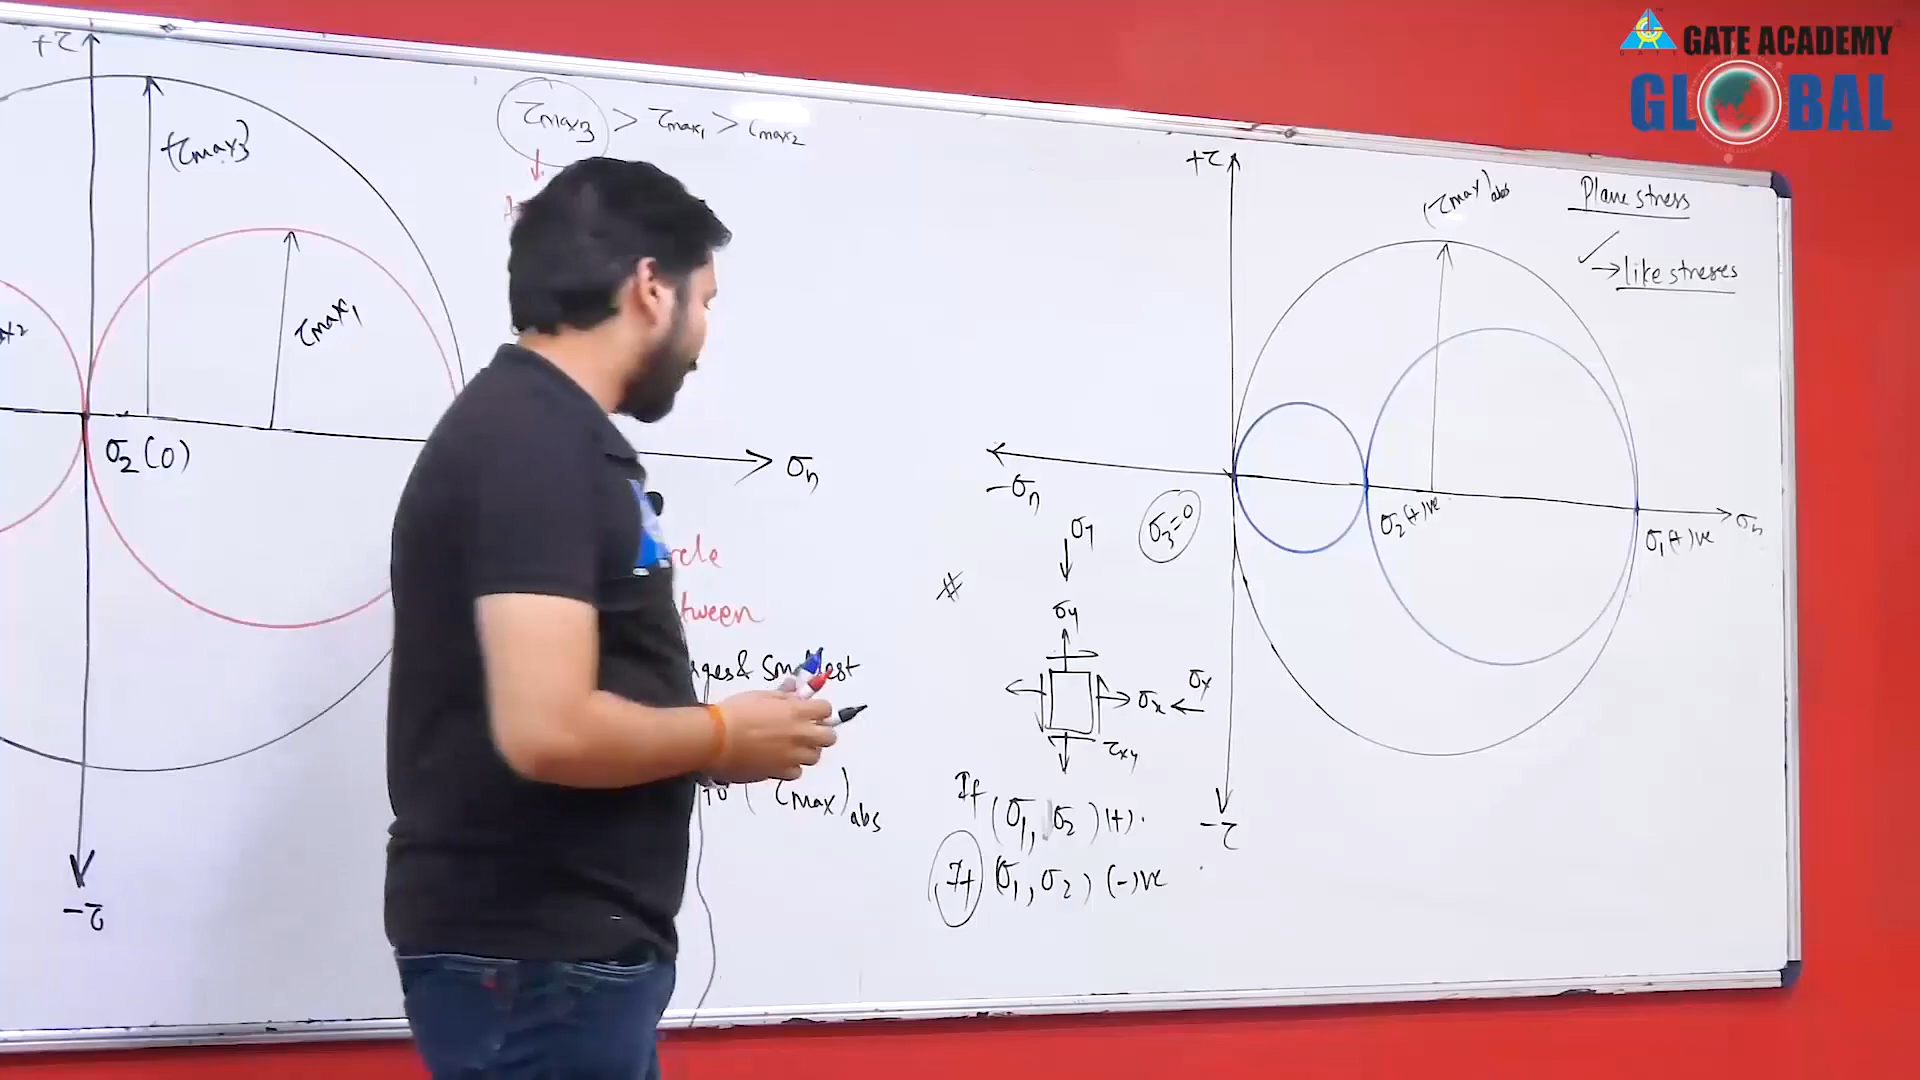 GATE ACADEMY
GLOBAL
+τ
τmax3
τmax1
σ2(0)
-τ
τmax3 > τmax1 > τmax2
σn
cle
tween
ges& Smallest
τmax)abs
+τ
(τmax)abs
Plane stress
→ like stresses
-σn
σ3=0
σ2(+)ve
σ1(+)ve
σn
σy
#
σy
σx
σx
τxy
If (σ1, σ2)(+).
If (σ1, σ2) (-)ve
-τ